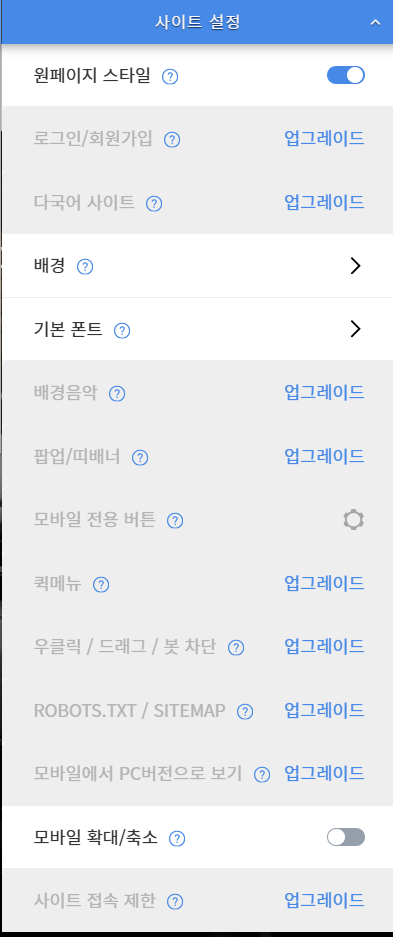 사이트 설정
원페이지 스타일 ?
로그인/회원가입 ? 업그레이드
다국어 사이트 ? 업그레이드
배경 ?
기본 폰트 ?
배경음악 ? 업그레이드
팝업/띠배너 ? 업그레이드
모바일 전용 버튼 ?
퀵메뉴 ? 업그레이드
우클릭 / 드래그 / 봇 차단 ? 업그레이드
ROBOTS.TXT / SITEMAP ? 업그레이드
모바일에서 PC버전으로 보기 ? 업그레이드
모바일 확대/축소 ?
사이트 접속 제한 ? 업그레이드